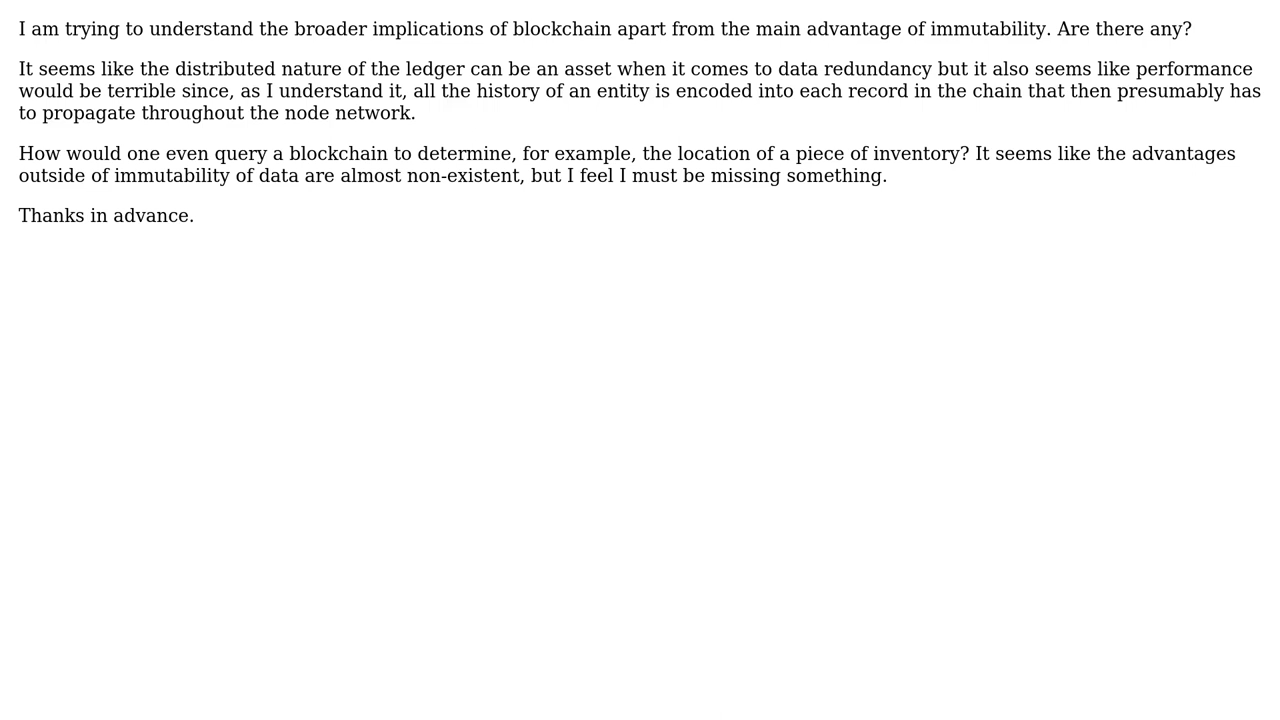 I am trying to understand the broader implications of blockchain apart from the main advantage of immutability. Are there any?
It seems like the distributed nature of the ledger can be an asset when it comes to data redundancy but it also seems like performance
would be terrible since, as I understand it, all the history of an entity is encoded into each record in the chain that then presumably has
to propagate throughout the node network.
How would one even query a blockchain to determine, for example, the location of a piece of inventory? It seems like the advantages
outside of immutability of data are almost non-existent, but I feel I must be missing something.
Thanks in advance.